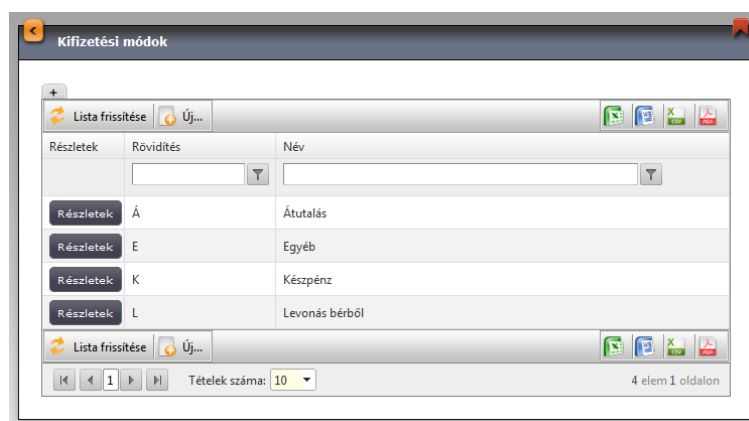 Kifizetési módok
+
Lista frissítése Új...
Részletek Rövidítés Név
Részletek Á Átutalás
Részletek E Egyéb
Részletek K Készpénz
Részletek L Levonás bérből
Lista frissítése Új...
1 Tételek száma: 10 4 elem 1 oldalon